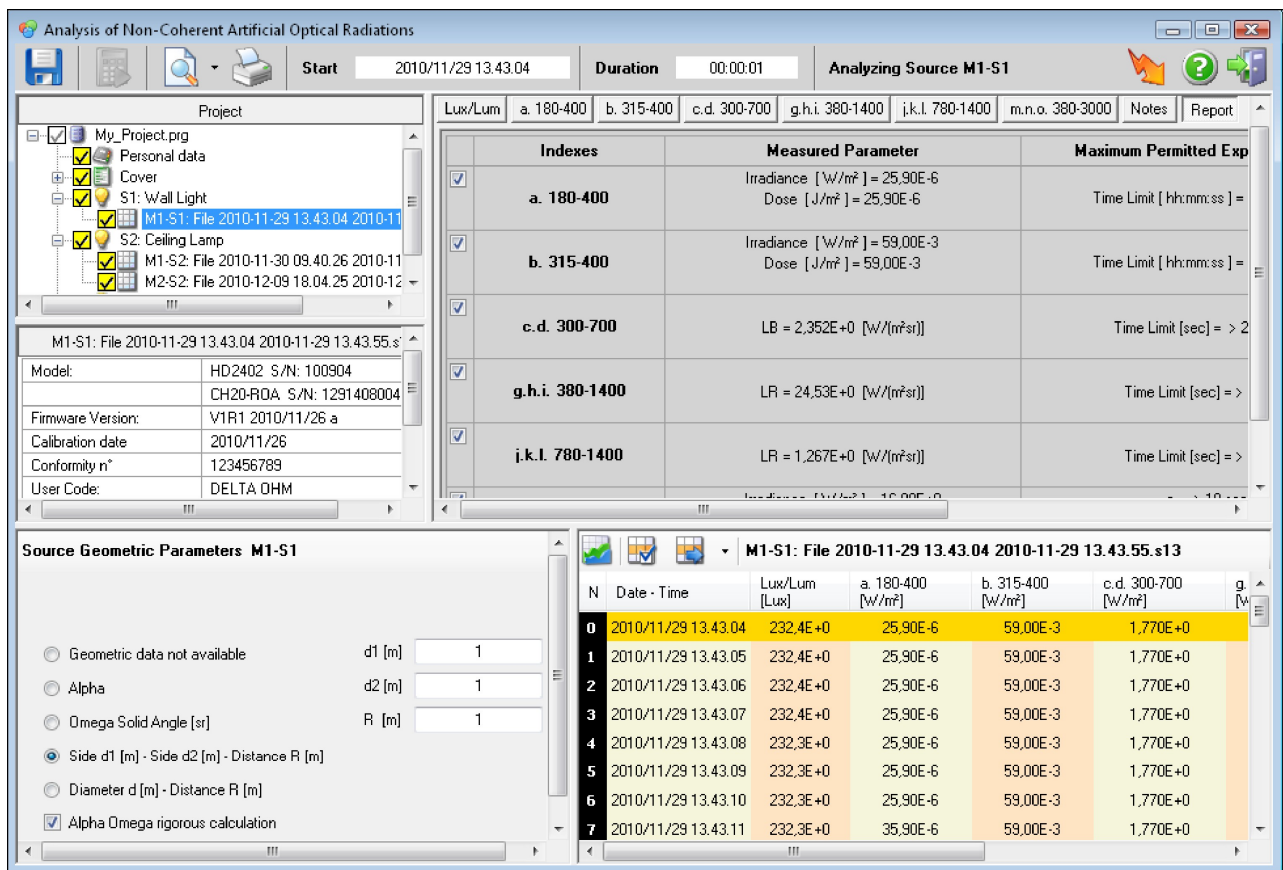 Analysis of Non-Coherent Artificial Optical Radiations
Start 2010/11/29 13.43.04 Duration 00:00:01 Analyzing Source M1-S1
Project
My_Project.prg
Personal data
Cover
S1: Wall Light
M1-S1: File 2010-11-29 13.43.04 2010-11
S2: Ceiling Lamp
M1-S2: File 2010-11-30 09.40.26 2010-11
M2-S2: File 2010-12-09 18.04.25 2010-12
M1-S1: File 2010-11-29 13.43.04 2010-11-29 13.43.55.s
Model: HD2402 S/N: 100904
CH20-ROA S/N: 1291408004
Firmware Version: V1R1 2010/11/26 a
Calibration date 2010/11/26
Conformity n° 123456789
User Code: DELTA OHM
Lux/Lum a. 180-400 b. 315-400 c.d. 300-700 g.h.i. 380-1400 j.k.l. 780-1400 m.n.o. 380-3000 Notes Report
Indexes Measured Parameter Maximum Permitted Exp
a. 180-400 Irradiance [W/m²] = 25,90E-6
Dose [J/m²] = 25,90E-6 Time Limit [ hh:mm:ss ] =
b. 315-400 Irradiance [W/m²] = 59,00E-3
Dose [J/m²] = 59,00E-3 Time Limit [ hh:mm:ss ] =
c.d. 300-700 LB = 2,352E+0 [W/(m²sr)] Time Limit [sec] = > 2
g.h.i. 380-1400 LR = 24,53E+0 [W/(m²sr)] Time Limit [sec] = >
j.k.l. 780-1400 LR = 1,267E+0 [W/(m²sr)] Time Limit [sec] = >
Source Geometric Parameters M1-S1
Geometric data not available d1 [m] 1
Alpha d2 [m] 1
Omega Solid Angle [sr] R [m] 1
Side d1 [m] - Side d2 [m] - Distance R [m]
Diameter d [m] - Distance R [m]
Alpha Omega rigorous calculation
M1-S1: File 2010-11-29 13.43.04 2010-11-29 13.43.55.s13
N Date - Time Lux/Lum [Lux] a. 180-400 [W/m²] b. 315-400 [W/m²] c.d. 300-700 [W/m²] g.
0 2010/11/29 13.43.04 232,4E+0 25,90E-6 59,00E-3 1,770E+0
1 2010/11/29 13.43.05 232,4E+0 25,90E-6 59,00E-3 1,770E+0
2 2010/11/29 13.43.06 232,4E+0 25,90E-6 59,00E-3 1,770E+0
3 2010/11/29 13.43.07 232,4E+0 25,90E-6 59,00E-3 1,770E+0
4 2010/11/29 13.43.08 232,3E+0 25,90E-6 59,00E-3 1,770E+0
5 2010/11/29 13.43.09 232,3E+0 25,90E-6 59,00E-3 1,770E+0
6 2010/11/29 13.43.10 232,3E+0 25,90E-6 59,00E-3 1,770E+0
7 2010/11/29 13.43.11 232,3E+0 35,90E-6 59,00E-3 1,770E+0